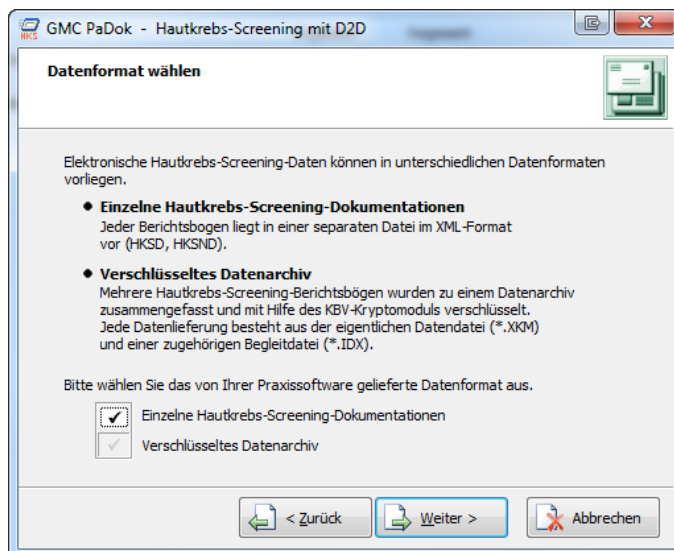 HKS
GMC PaDok - Hautkrebs-Screening mit D2D
Datenformat wählen
Elektronische Hautkrebs-Screening-Daten können in unterschiedlichen Datenformaten
vorliegen.
• Einzelne Hautkrebs-Screening-Dokumentationen
Jeder Berichtsbogen liegt in einer separaten Datei im XML-Format
vor (HKSD, HKSND).
• Verschlüsseltes Datenarchiv
Mehrere Hautkrebs-Screening-Berichtsbögen wurden zu einem Datenarchiv
zusammengefasst und mit Hilfe des KBV-Kryptomoduls verschlüsselt.
Jede Datenlieferung besteht aus der eigentlichen Datendatei (*.XKM)
und einer zugehörigen Begleitdatei (*.IDX).
Bitte wählen Sie das von Ihrer Praxissoftware gelieferte Datenformat aus.
Einzelne Hautkrebs-Screening-Dokumentationen
Verschlüsseltes Datenarchiv
< Zurück
Weiter >
Abbrechen